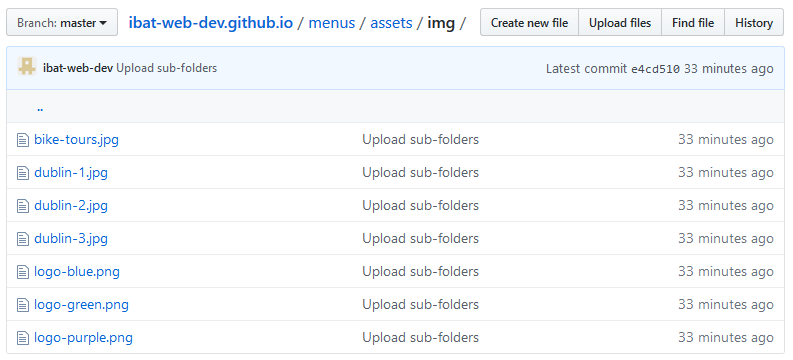 Branch: master ibat-web-dev.github.io / menus / assets / img / Create new file Upload files Find file History
ibat-web-dev Upload sub-folders Latest commit e4cd510 33 minutes ago
..
bike-tours.jpg Upload sub-folders 33 minutes ago
dublin-1.jpg Upload sub-folders 33 minutes ago
dublin-2.jpg Upload sub-folders 33 minutes ago
dublin-3.jpg Upload sub-folders 33 minutes ago
logo-blue.png Upload sub-folders 33 minutes ago
logo-green.png Upload sub-folders 33 minutes ago
logo-purple.png Upload sub-folders 33 minutes ago